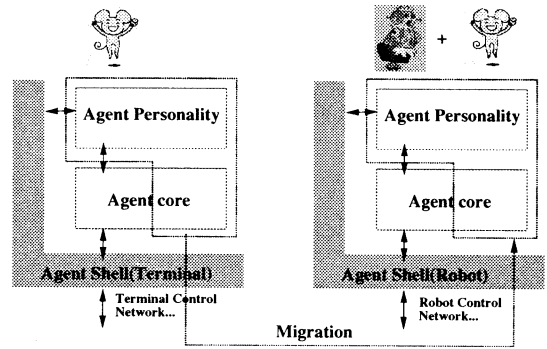 +
Agent Personality
Agent core
Agent Shell(Terminal)
Terminal Control
Network...
Agent Personality
Agent core
Agent Shell(Robot)
Robot Control
Network...
Migration